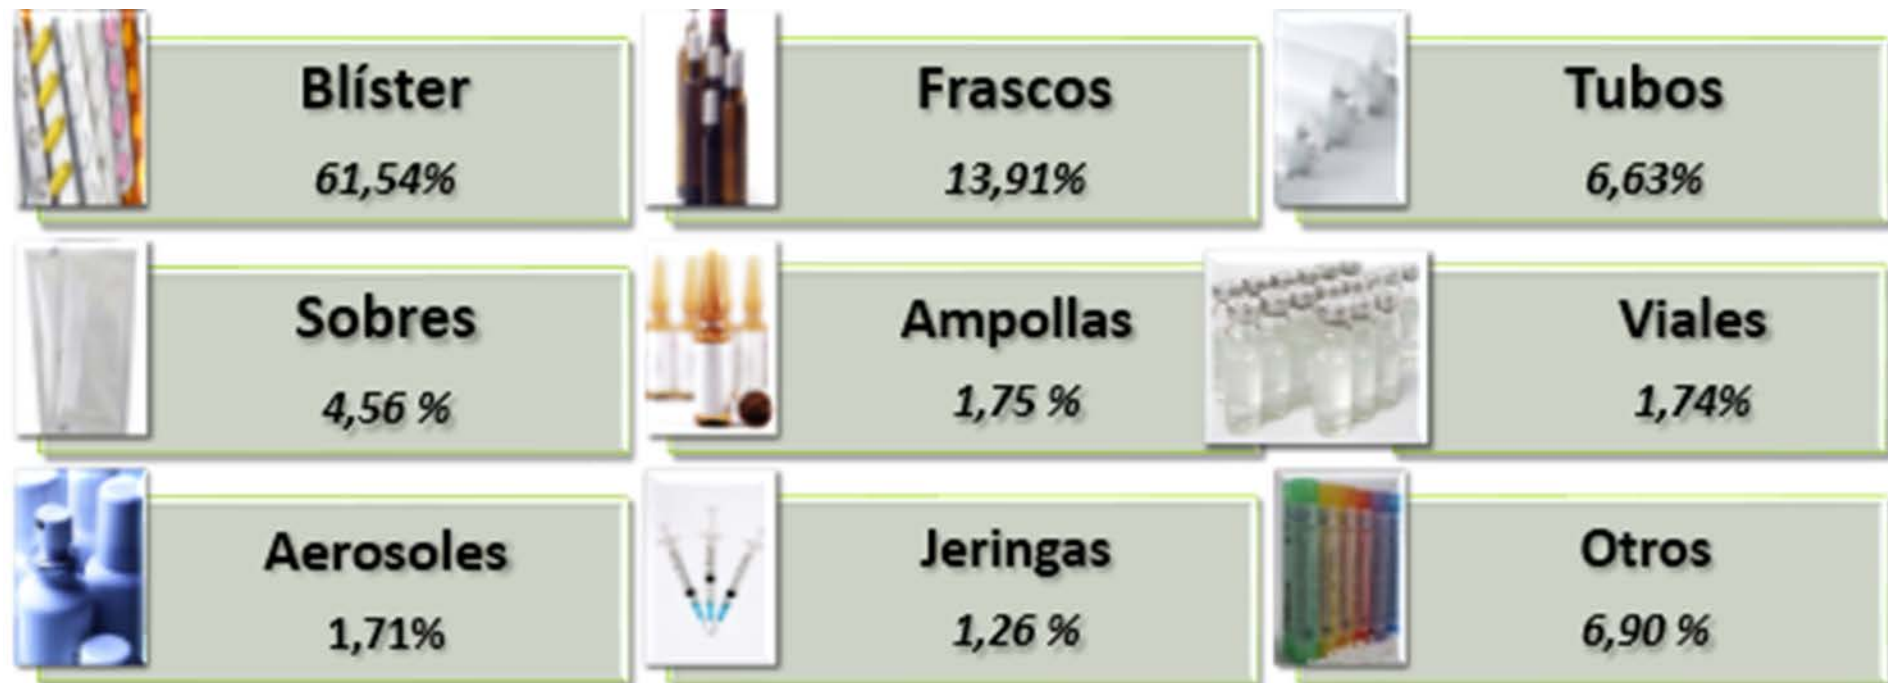 Blíster
61,54%
Frascos
13,91%
Tubos
6,63%
Sobres
4,56 %
Ampollas
1,75 %
Viales
1,74%
Aerosoles
1,71%
Jeringas
1,26 %
Otros
6,90 %